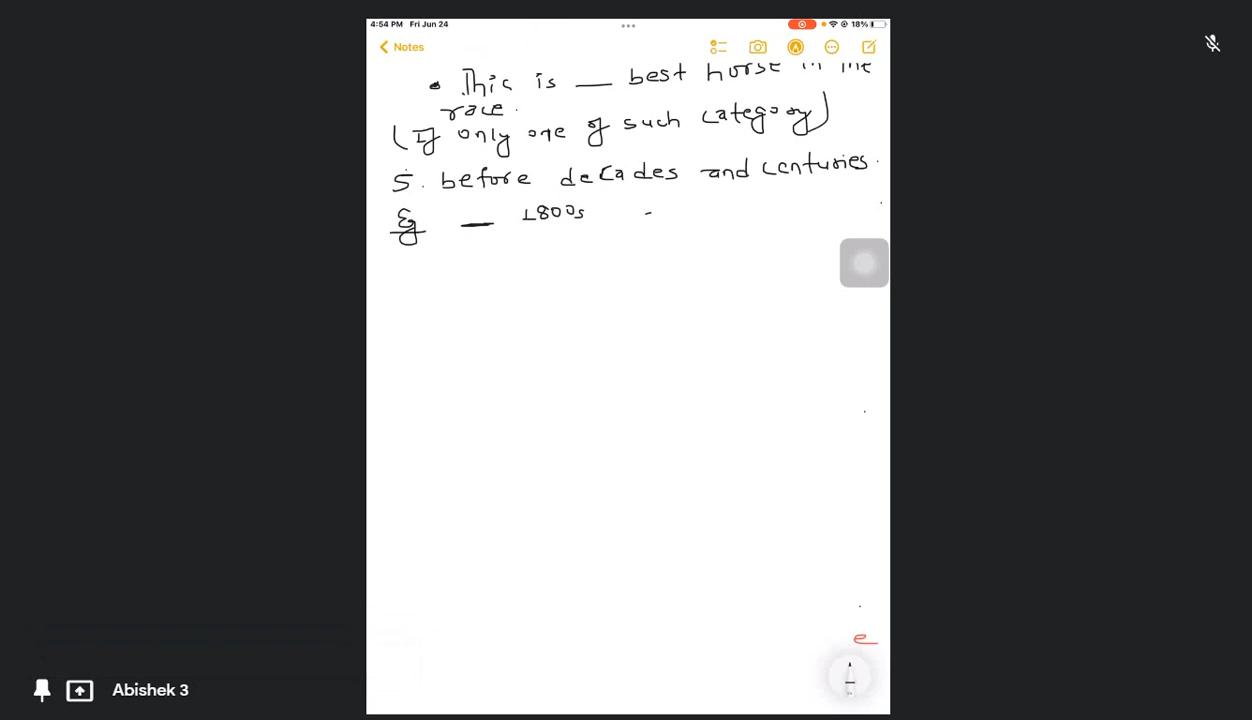 4:54 PM Fri Jun 24
18%
Notes
• This is __ best horse in the
race.
(If only one of such category)
5. before decades and centuries.
Eg — 1800s -
e
Abishek 3